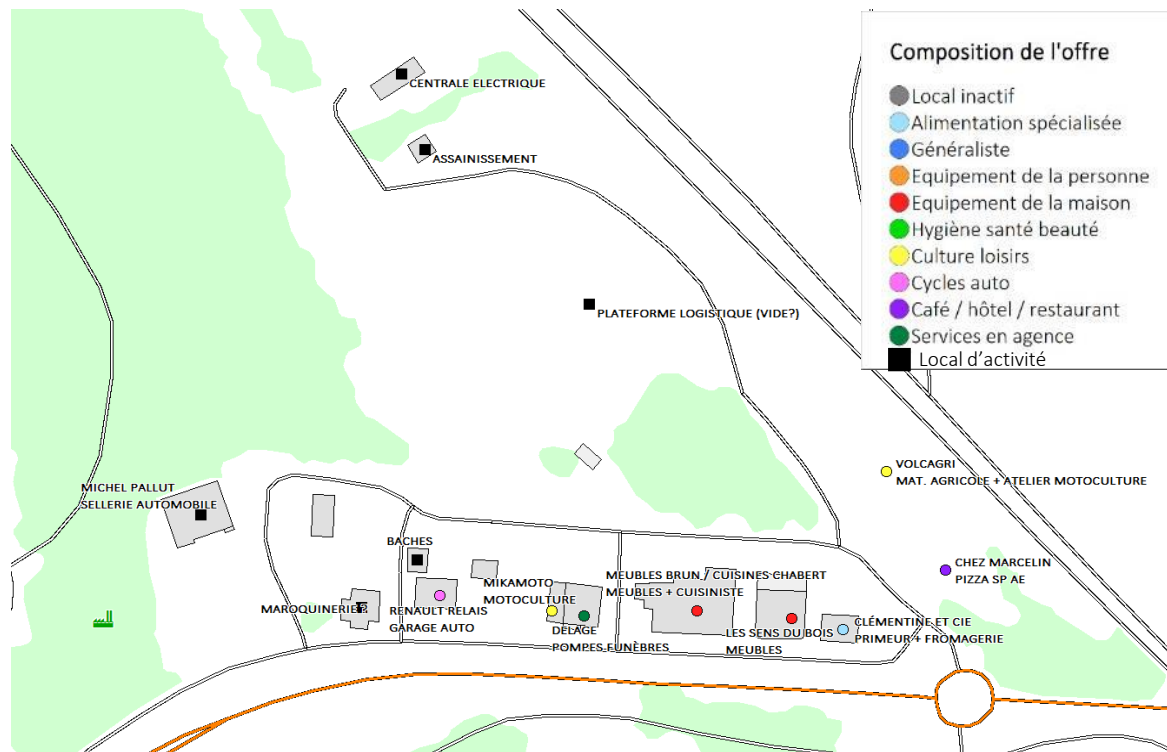 Composition de l'offre
Local inactif
Alimentation spécialisée
Généraliste
Equipement de la personne
Equipement de la maison
Hygiène santé beauté
Culture loisirs
Cycles auto
Café / hôtel / restaurant
Services en agence
Local d'activité
CENTRALE ELECTRIQUE
ASSAINISSEMENT
PLATEFORME LOGISTIQUE (VIDE?)
VOLCAGRI
MAT. AGRICOLE + ATELIER MOTOCULTURE
MICHEL PALLUT
SELLERIE AUTOMOBILE
BACHES
CHEZ MARCELIN
PIZZA SP AE
MIKAMOTO
MOTOCULTURE
MEUBLES BRUN / CUISINES CHABERT
MEUBLES + CUISINISTE
MAROQUINERIE?
RENAULT RELAIS
GARAGE AUTO
DELAGE
POMPES FUNÈBRES
LES SENS DU BOIS
MEUBLES
CLÉMENTINE ET CIE
PRIMEUR + FROMAGERIE